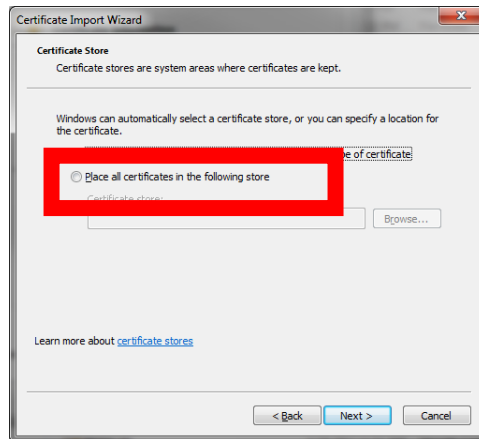 Certificate Import Wizard
Certificate Store
Certificate stores are system areas where certificates are kept.
Windows can automatically select a certificate store, or you can specify a location for
the certificate.
of certificate
Place all certificates in the following store
Certificate store:
Browse...
Learn more about certificate stores
< Back
Next >
Cancel